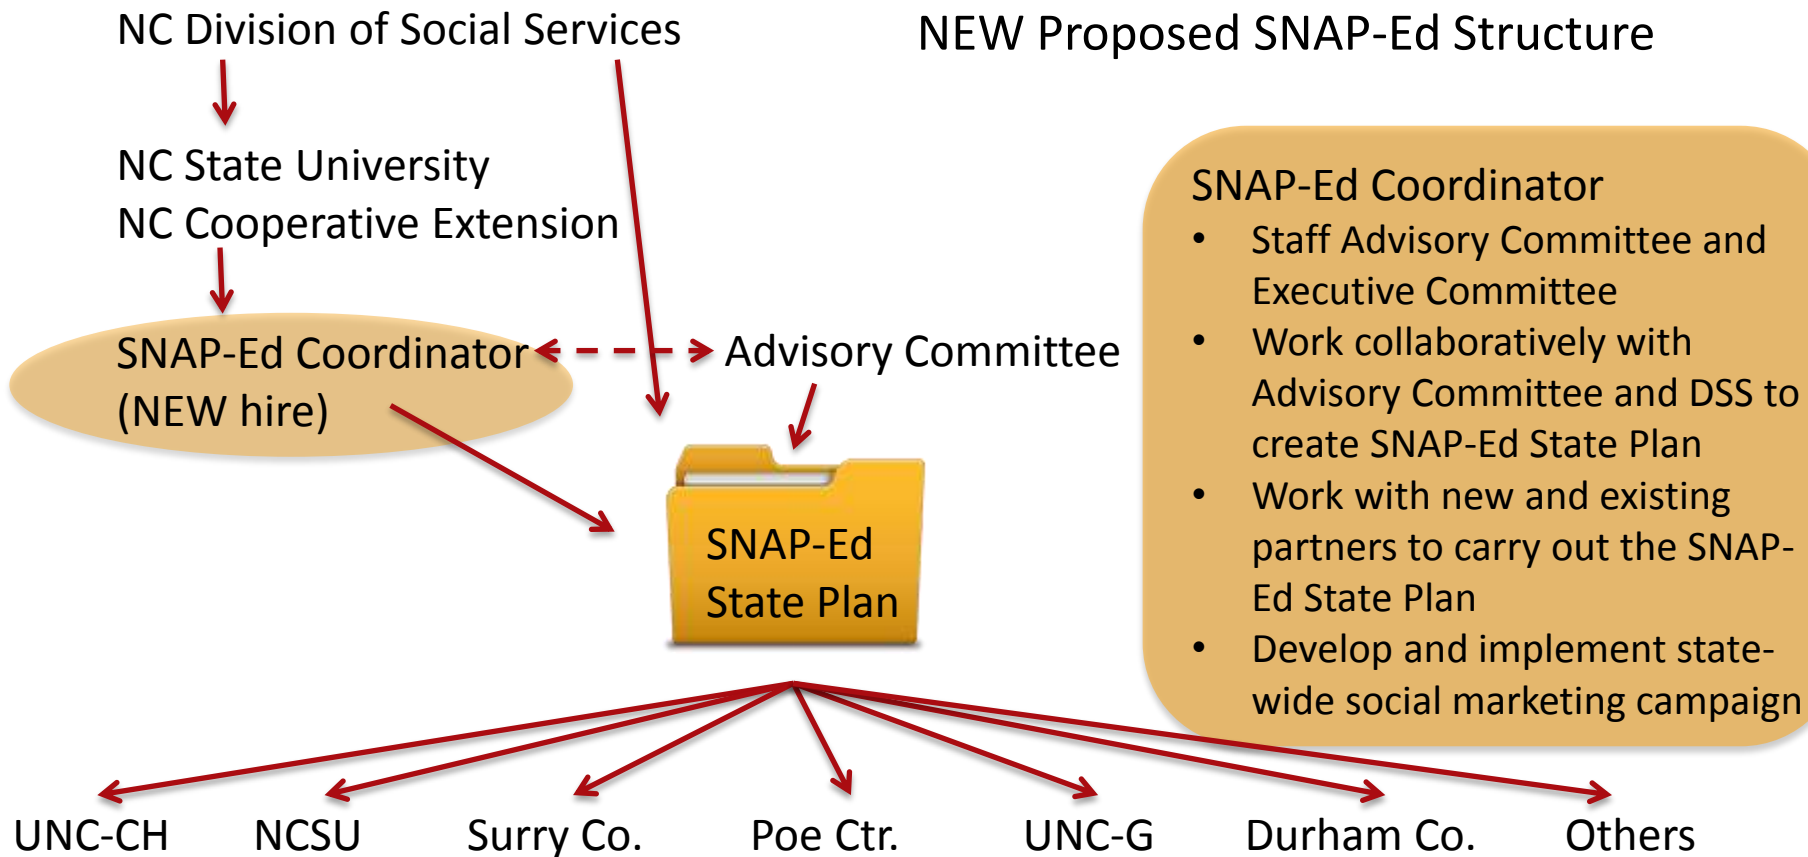 NC Division of Social Services
NEW Proposed SNAP-Ed Structure
NC State University
NC Cooperative Extension
SNAP-Ed Coordinator
(NEW hire)
Advisory Committee
SNAP-Ed
State Plan
SNAP-Ed Coordinator
• Staff Advisory Committee and
Executive Committee
• Work collaboratively with
Advisory Committee and DSS to
create SNAP-Ed State Plan
• Work with new and existing
partners to carry out the SNAP-
Ed State Plan
• Develop and implement state-
wide social marketing campaign
UNC-CH NCSU Surry Co. Poe Ctr. UNC-G Durham Co. Others